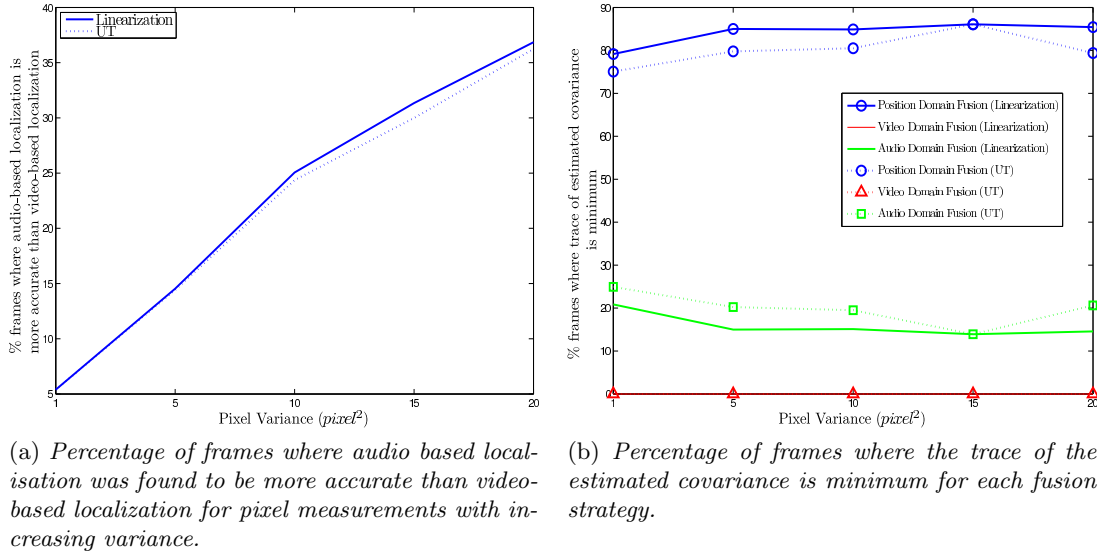 40
35
30
25
20
15
10
5
1
5
10
15
20
Linearization
UT
% frames where audio-based localization is
more accurate than video-based localization
Pixel Variance (pixel²)
90
80
70
60
50
40
30
20
10
0
1
5
10
15
20
Position Domain Fusion (Linearization)
Video Domain Fusion (Linearization)
Audio Domain Fusion (Linearization)
Position Domain Fusion (UT)
Video Domain Fusion (UT)
Audio Domain Fusion (UT)
% frames where trace of estimated covariance
is minimum
Pixel Variance (pixel²)
(a) Percentage of frames where audio based local-
isation was found to be more accurate than video-
based localization for pixel measurements with in-
creasing variance.
(b) Percentage of frames where the trace of the
estimated covariance is minimum for each fusion
strategy.